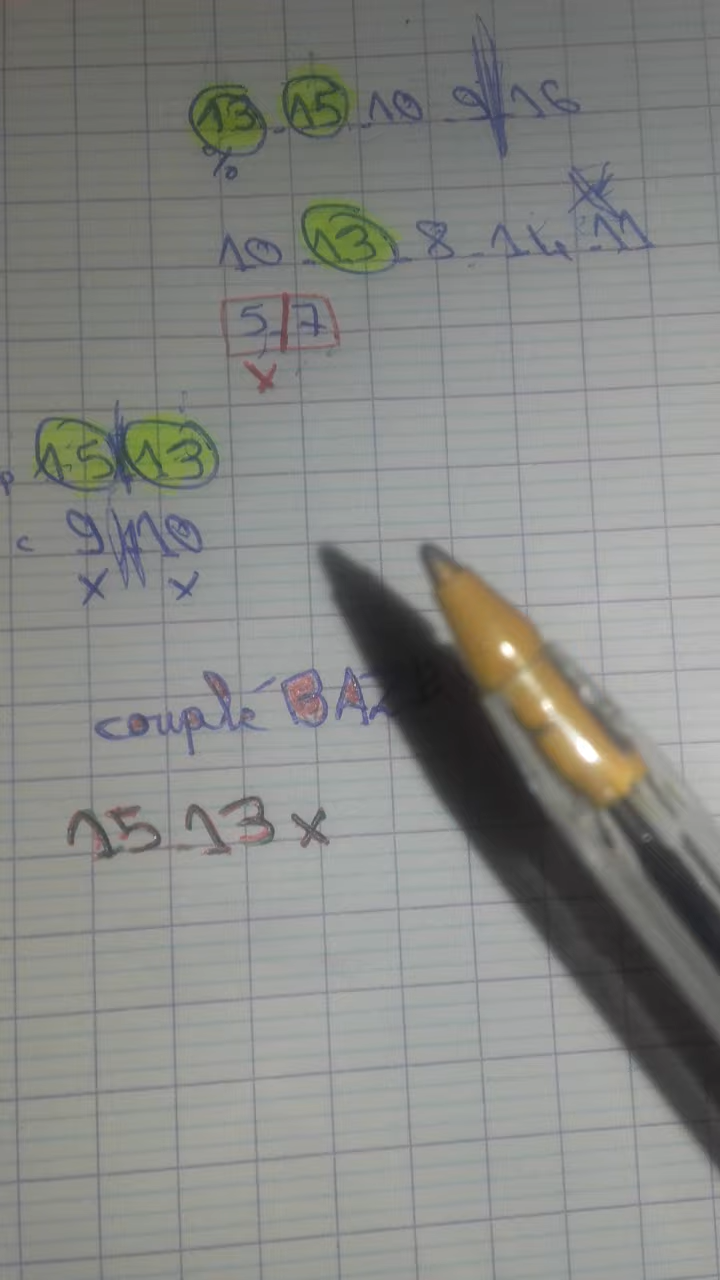 13 - 15 - 10 9 | 16
%
x
10 - 13 - 8 - 14 - 11
5 | 7
x
15 | 13
c 9 | 10
x x
couplé BAZE
15 - 13 x